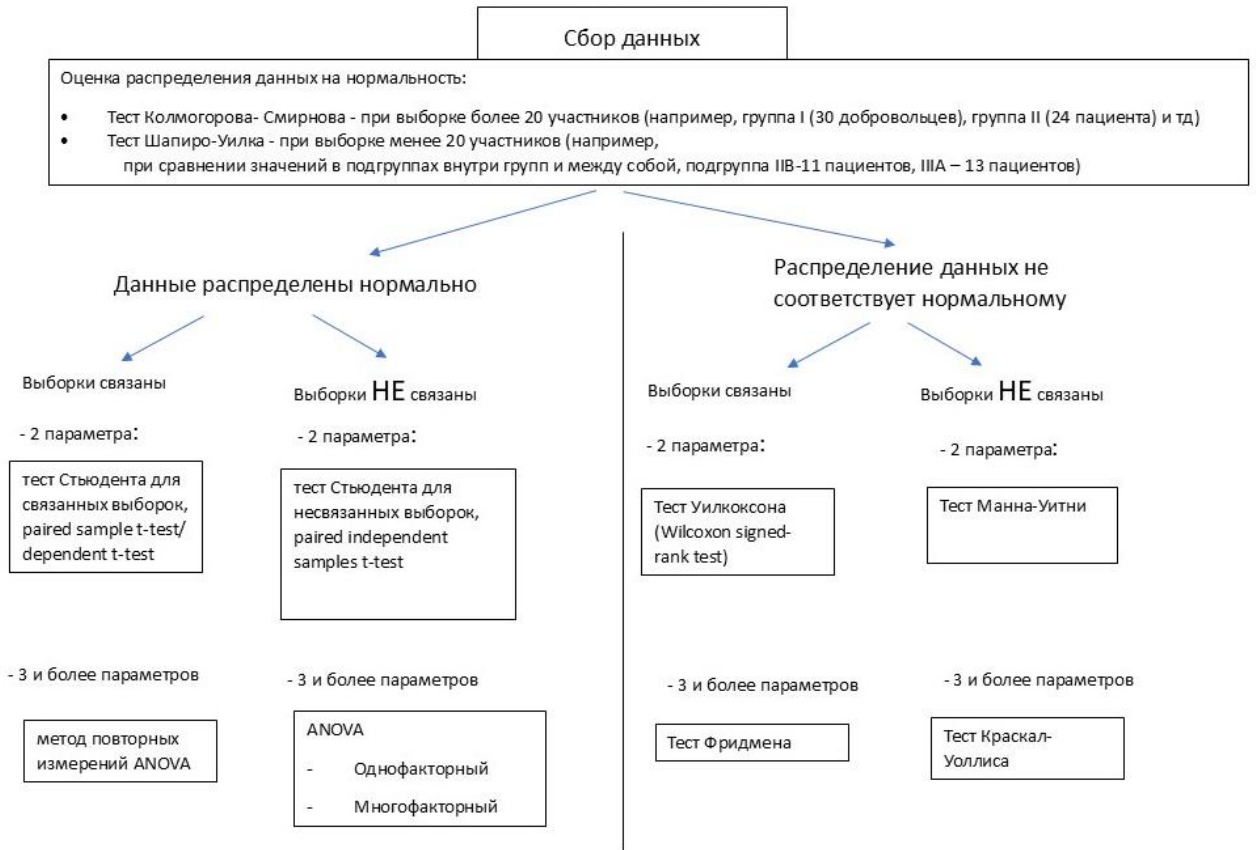 Сбор данных
Оценка распределения данных на нормальность:
• Тест Колмогорова- Смирнова - при выборке более 20 участников (например, группа I (30 добровольцев), группа II (24 пациента) и тд)
• Тест Шапиро-Уилка - при выборке менее 20 участников (например,
при сравнении значений в подгруппах внутри групп и между собой, подгруппа IIB-11 пациентов, IIIA – 13 пациентов)
Данные распределены нормально
Выборки связаны
- 2 параметра:
тест Стьюдента для
связанных выборок,
paired sample t-test/
dependent t-test
- 3 и более параметров
метод повторных
измерений ANOVA
Выборки НЕ связаны
- 2 параметра:
тест Стьюдента для
несвязанных выборок,
paired independent
samples t-test
- 3 и более параметров
ANOVA
- Однофакторный
- Многофакторный
Распределение данных не
соответствует нормальному
Выборки связаны
- 2 параметра:
Тест Уилкоксона
(Wilcoxon signed-
rank test)
- 3 и более параметров
Тест Фридмена
Выборки НЕ связаны
- 2 параметра:
Тест Манна-Уитни
- 3 и более параметров
Тест Краскал-
Уоллиса